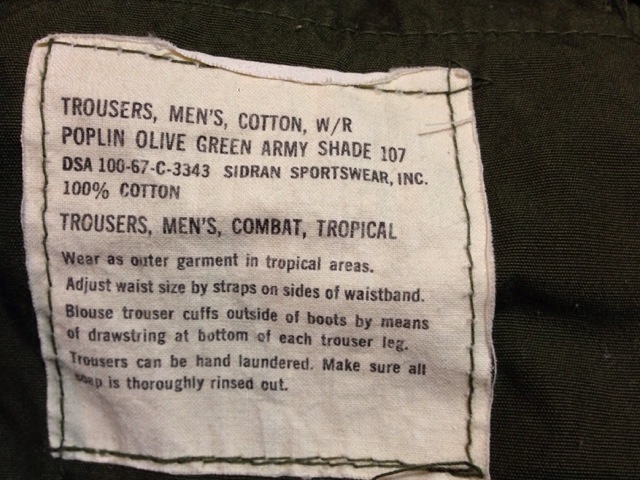 TROUSERS, MEN'S, COTTON, W/R
POPLIN OLIVE GREEN ARMY SHADE 107
DSA 100-67-C-3343 SIDRAN SPORTSWEAR, INC.
100% COTTON
TROUSERS, MEN'S, COMBAT, TROPICAL
Wear as outer garment in tropical areas.
Adjust waist size by straps on sides of waistband.
Blouse trouser cuffs outside of boots by means
of drawstring at bottom of each trouser leg.
Trousers can be hand laundered. Make sure all
soap is thoroughly rinsed out.